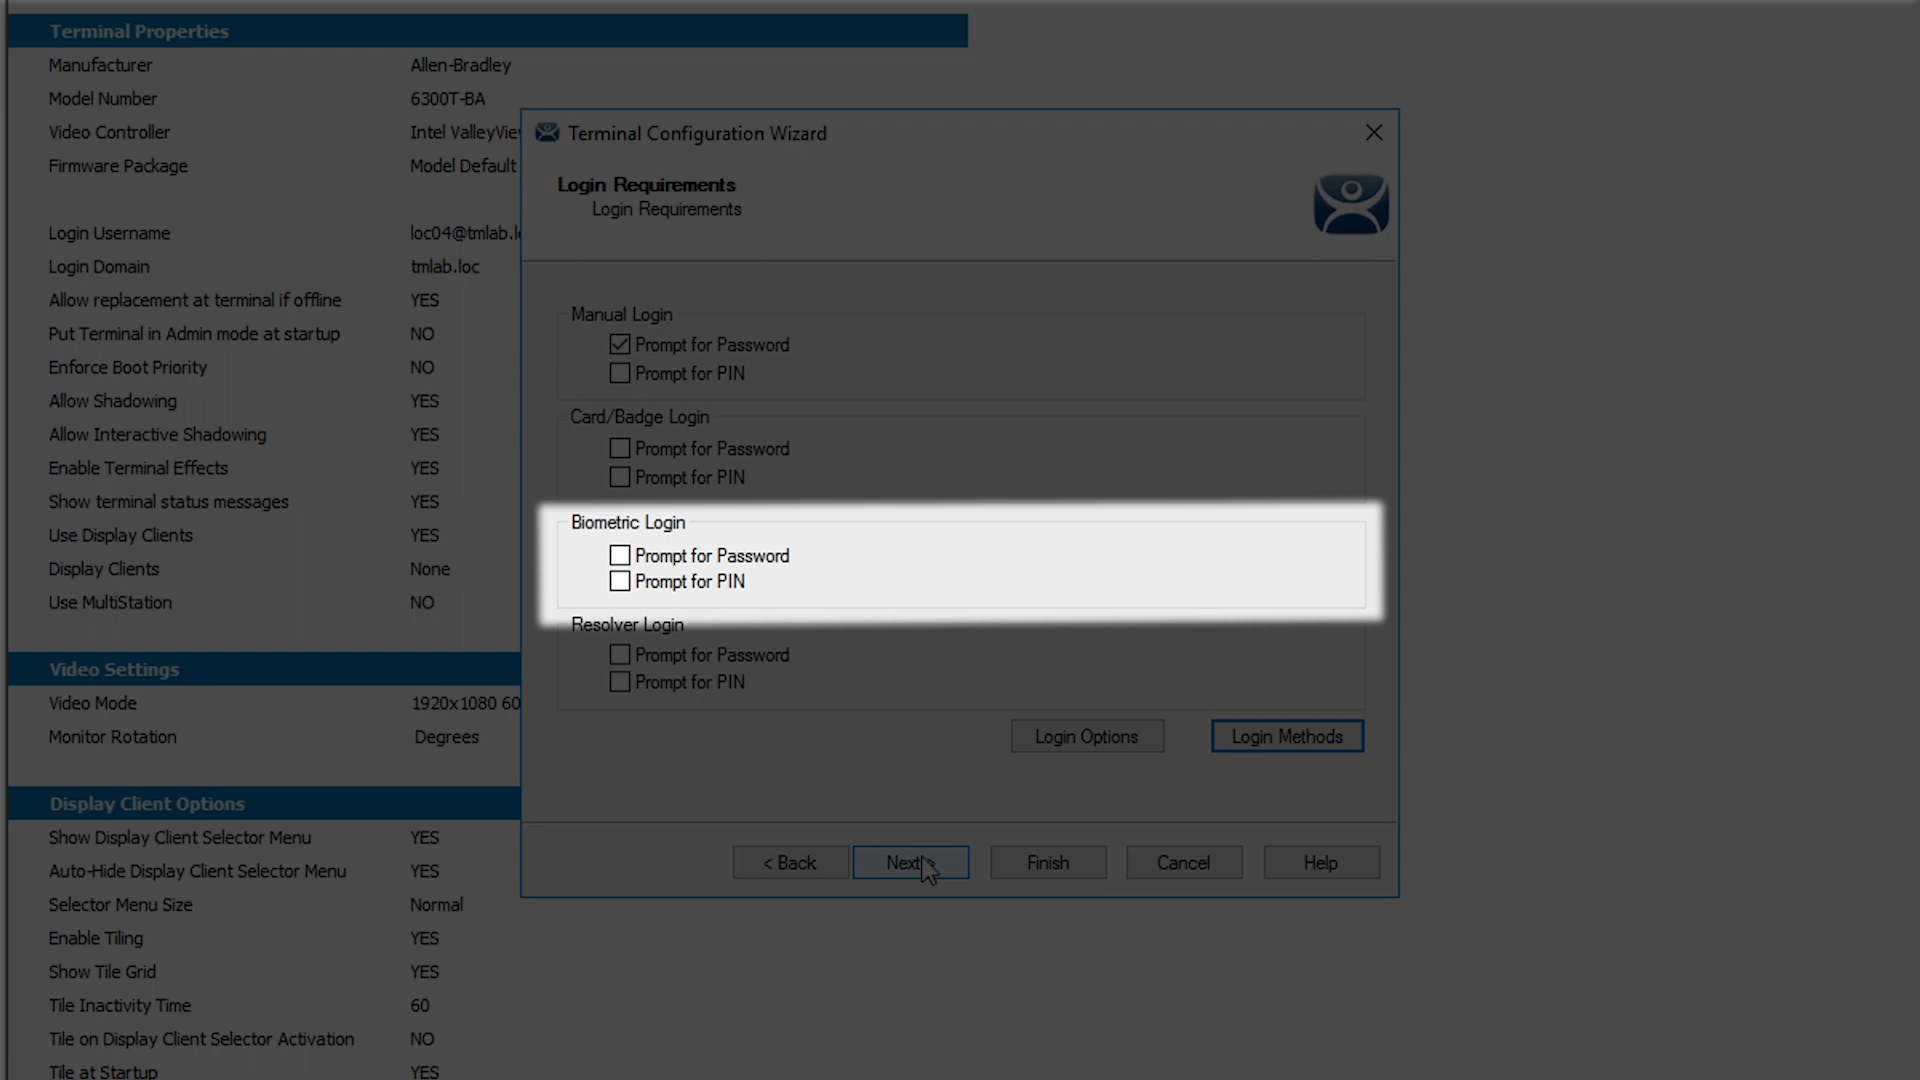 Terminal Properties
Manufacturer Allen-Bradley
Model Number 6300T-BA
Video Controller Intel ValleyVie
Firmware Package Model Default
Login Username loc04@tmlab.l
Login Domain tmlab.loc
Allow replacement at terminal if offline YES
Put Terminal in Admin mode at startup NO
Enforce Boot Priority NO
Allow Shadowing YES
Allow Interactive Shadowing YES
Enable Terminal Effects YES
Show terminal status messages YES
Use Display Clients YES
Display Clients None
Use MultiStation NO
Video Settings
Video Mode 1920x1080 60
Monitor Rotation Degrees
Display Client Options
Show Display Client Selector Menu YES
Auto-Hide Display Client Selector Menu YES
Selector Menu Size Normal
Enable Tiling YES
Show Tile Grid YES
Tile Inactivity Time 60
Tile on Display Client Selector Activation NO
Tile at Startup YES
Terminal Configuration Wizard
Login Requirements
Login Requirements
Manual Login
Prompt for Password
Prompt for PIN
Card/Badge Login
Prompt for Password
Prompt for PIN
Biometric Login
Prompt for Password
Prompt for PIN
Resolver Login
Prompt for Password
Prompt for PIN
Login Options Login Methods
< Back Next > Finish Cancel Help